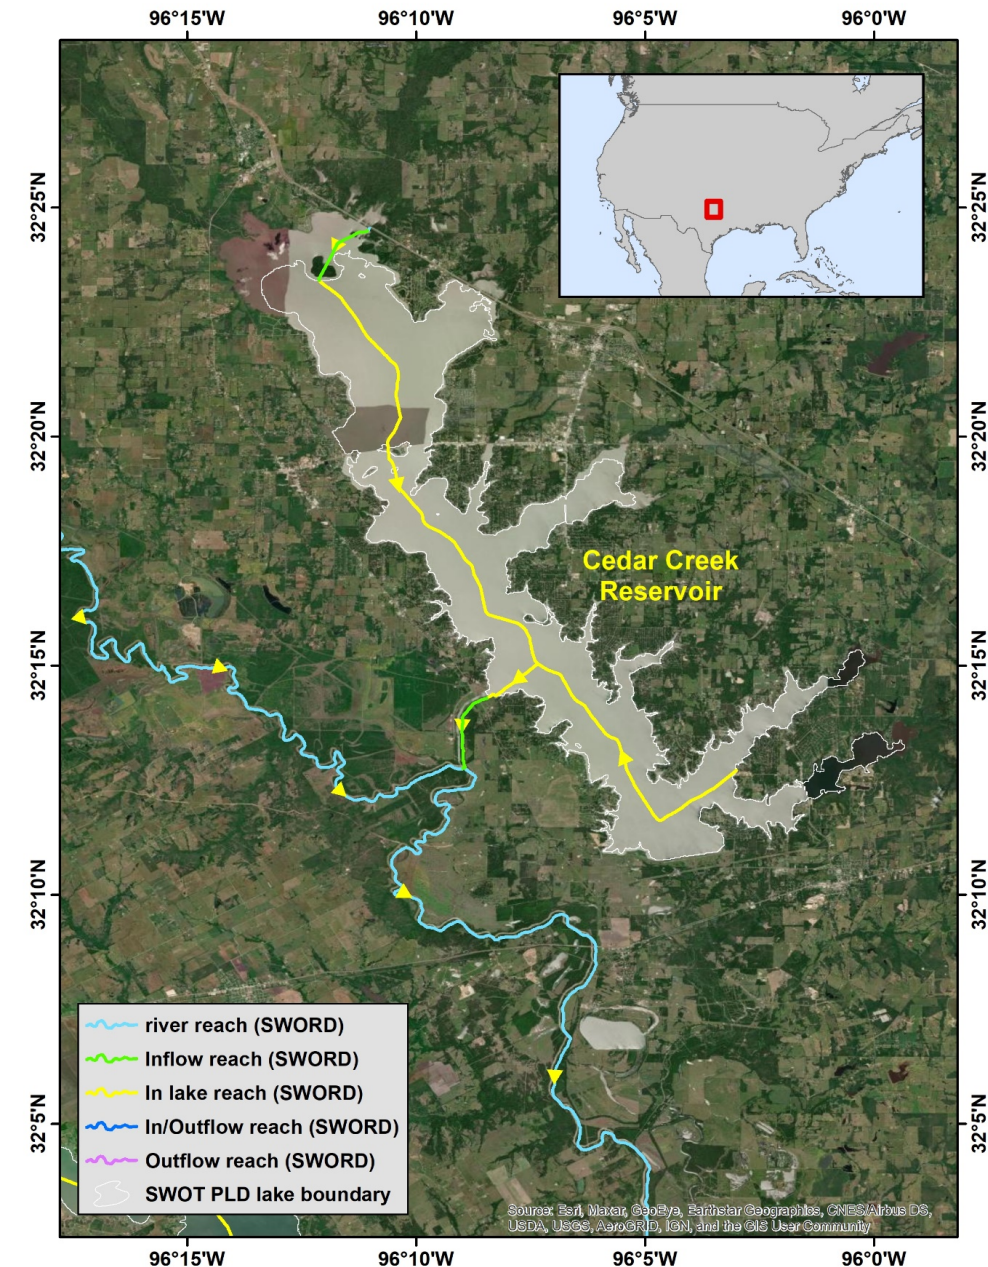 96°15'W 96°10'W 96°5'W 96°0'W
32°25'N 32°25'N
32°20'N 32°20'N
Cedar Creek
Reservoir
32°15'N 32°15'N
32°10'N 32°10'N
river reach (SWORD)
Inflow reach (SWORD)
In lake reach (SWORD)
In/Outflow reach (SWORD)
32°5'N 32°5'N
Outflow reach (SWORD)
SWOT PLD lake boundary
Source: Esri, Maxar, GeoEye, Earthstar Geographics, CNES/Airbus DS,
USDA, USGS, AeroGRID, IGN, and the GIS User Community
96°15'W 96°10'W 96°5'W 96°0'W